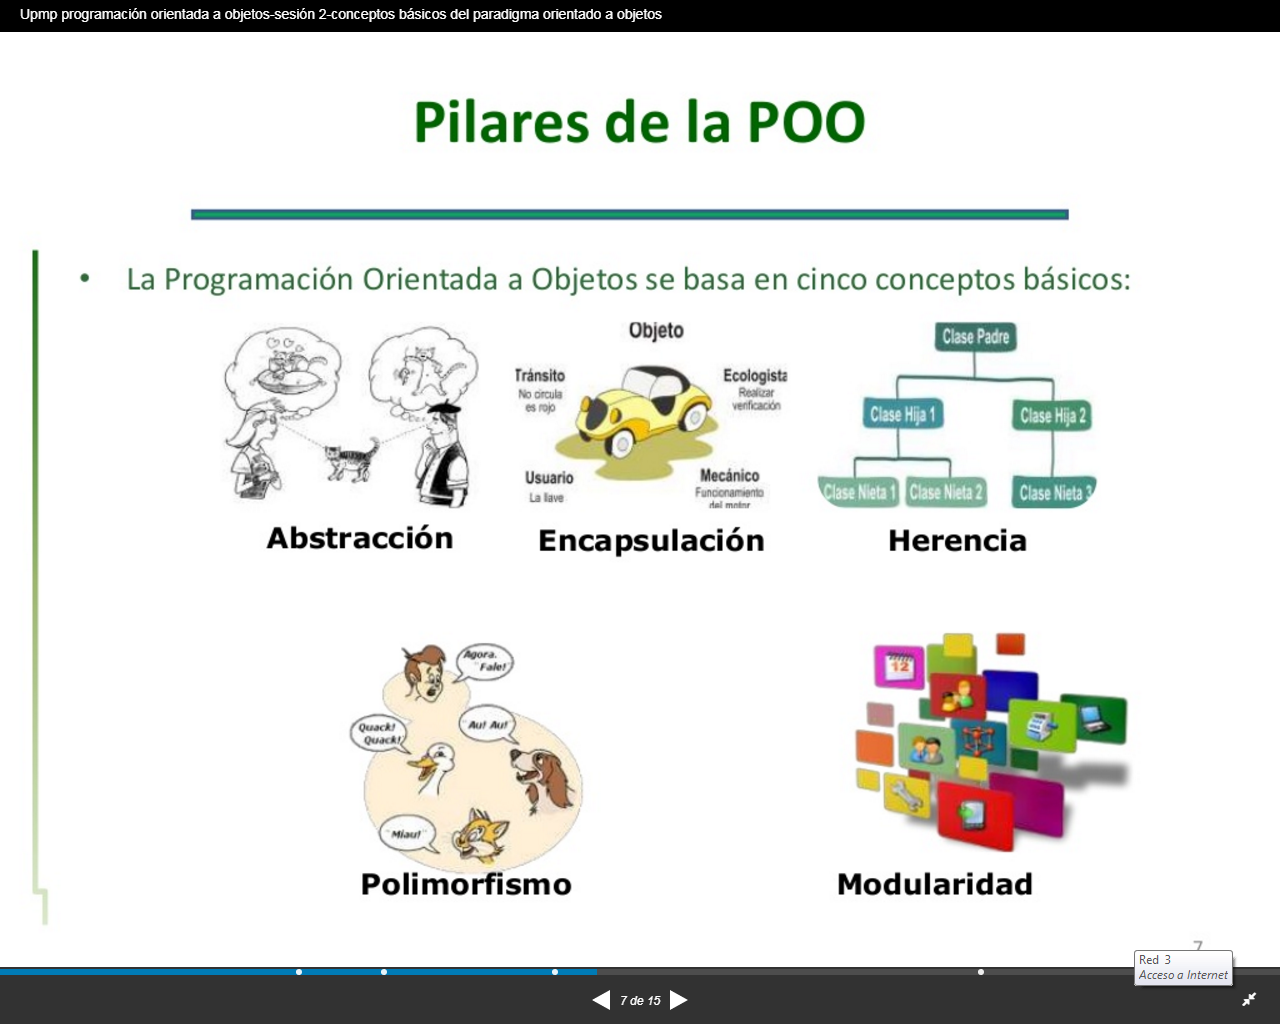 Upmp programación orientada a objetos-sesión 2-conceptos básicos del paradigma orientado a objetos
Pilares de la POO
• La Programación Orientada a Objetos se basa en cinco conceptos básicos:
Objeto
Tránsito
No circula
es rojo
Ecologista
Realizar
verificación
Usuario
La llave
Mecánico
Funcionamiento
del motor
Clase Padre
Clase Hija 1
Clase Hija 2
Clase Nieta 1
Clase Nieta 2
Clase Nieta 3
Abstracción
Encapsulación
Herencia
Agora.
"Fale!"
Quack!
Quack!
"Au! Au!"
"Miau!"
12
Polimorfismo
Modularidad
7
Red 3
Acceso a Internet
7 de 15